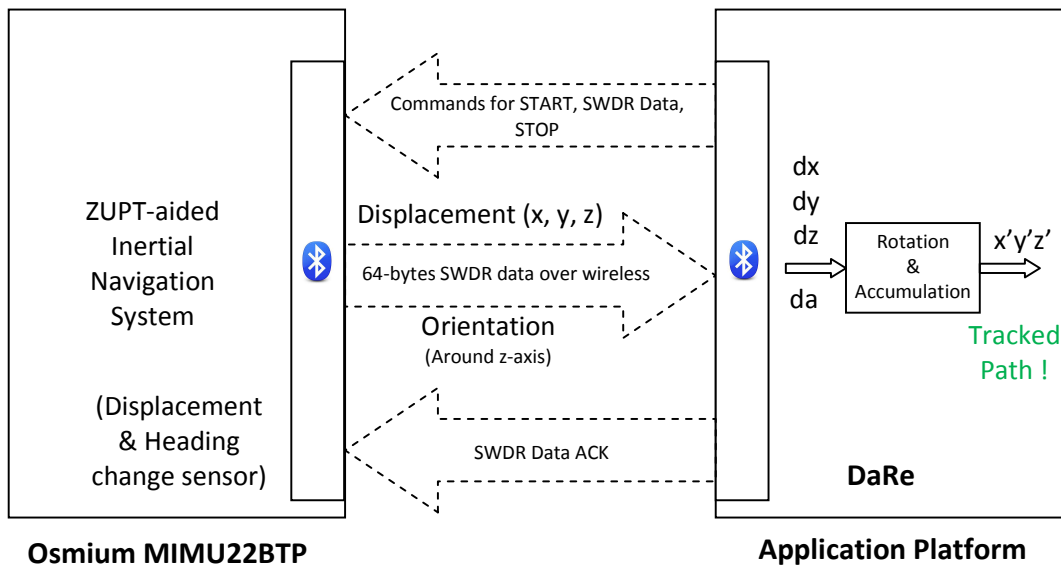 Commands for START, SWDR Data,
STOP
ZUPT-aided
Inertial
Navigation
System
(Displacement
& Heading
change sensor)
Displacement (x, y, z)
64-bytes SWDR data over wireless
Orientation
(Around z-axis)
SWDR Data ACK
dx
dy
dz
da
Rotation
&
Accumulation
x’y’z’
Tracked
Path !
DaRe
Osmium MIMU22BTP
Application Platform